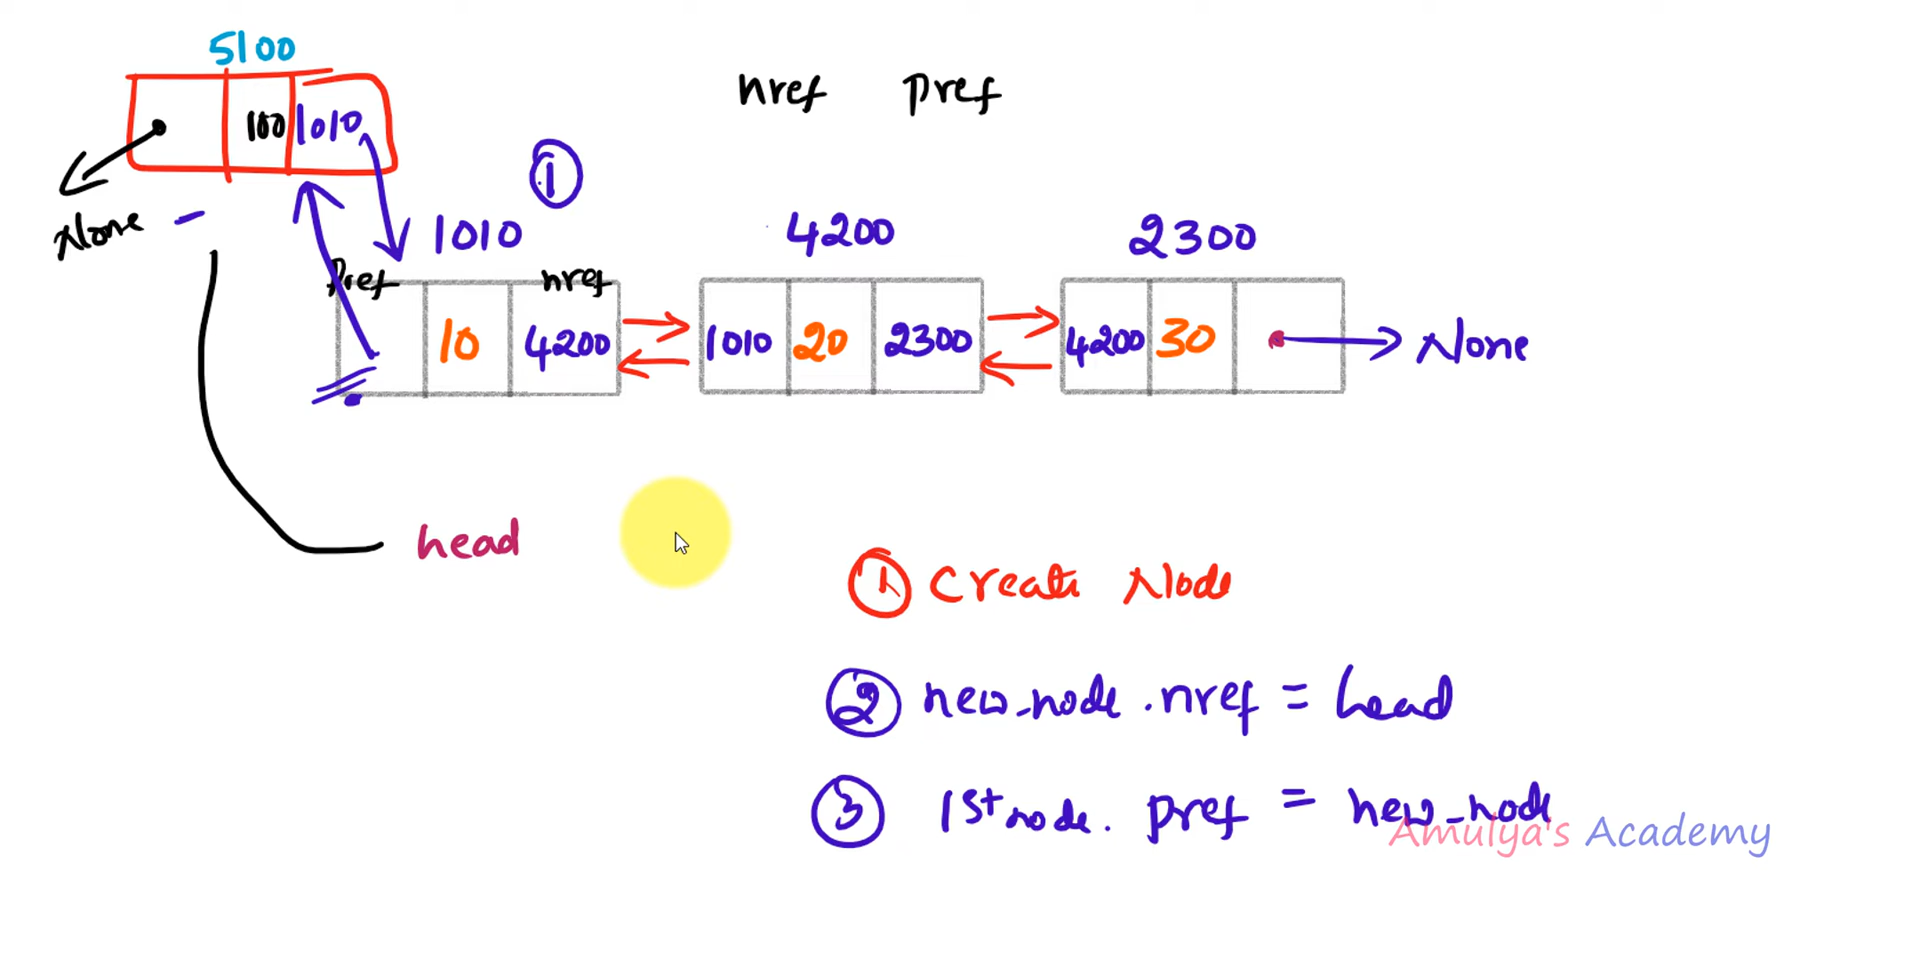 5100
nref pref
100 1010
1
None
1010 4200 2300
Pref nref
10 4200 1010 20 2300 4200 30 None
head
1 Create Node
2 new_node.nref = head
3 1st node. pref = new_node
Amulya's Academy